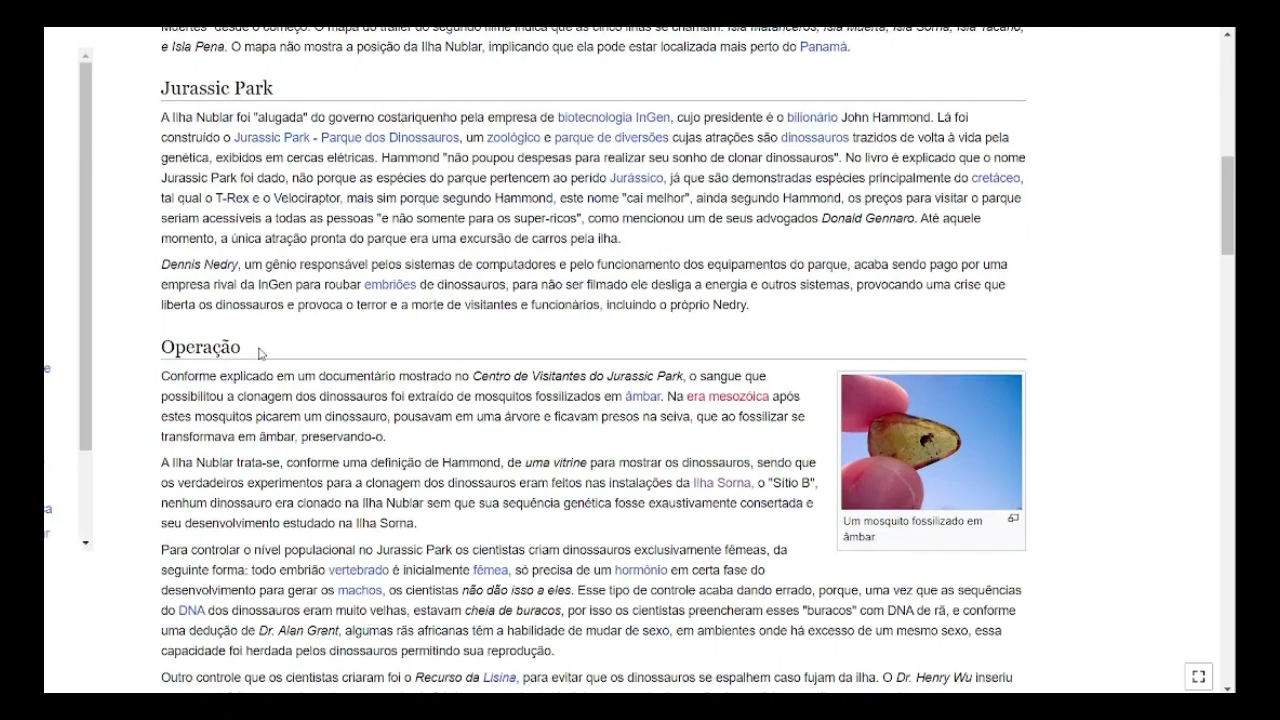 Muertes" desde o começo. O mapa do trailer do segundo filme indica que as cinco ilhas se chamam: Isla Matanceros, Isla Muerta, Isla Sorna, Isla Tacaño,
e Isla Pena. O mapa não mostra a posição da Ilha Nublar, implicando que ela pode estar localizada mais perto do Panamá.
Jurassic Park
A Ilha Nublar foi "alugada" do governo costariquenho pela empresa de biotecnologia InGen, cujo presidente é o bilionário John Hammond. Lá foi
construído o Jurassic Park - Parque dos Dinossauros, um zoológico e parque de diversões cujas atrações são dinossauros trazidos de volta à vida pela
genética, exibidos em cercas elétricas. Hammond "não poupou despesas para realizar seu sonho de clonar dinossauros". No livro é explicado que o nome
Jurassic Park foi dado, não porque as espécies do parque pertencem ao perído Jurássico, já que são demonstradas espécies principalmente do cretáceo,
tal qual o T-Rex e o Velociraptor, mais sim porque segundo Hammond, este nome "cai melhor", ainda segundo Hammond, os preços para visitar o parque
seriam acessíveis a todas as pessoas "e não somente para os super-ricos", como mencionou um de seus advogados Donald Gennaro. Até aquele
momento, a única atração pronta do parque era uma excursão de carros pela ilha.
Dennis Nedry, um gênio responsável pelos sistemas de computadores e pelo funcionamento dos equipamentos do parque, acaba sendo pago por uma
empresa rival da InGen para roubar embriões de dinossauros, para não ser filmado ele desliga a energia e outros sistemas, provocando uma crise que
liberta os dinossauros e provoca o terror e a morte de visitantes e funcionários, incluindo o próprio Nedry.
Operação
Conforme explicado em um documentário mostrado no Centro de Visitantes do Jurassic Park, o sangue que
possibilitou a clonagem dos dinossauros foi extraído de mosquitos fossilizados em âmbar. Na era mesozóica após
estes mosquitos picarem um dinossauro, pousavam em uma árvore e ficavam presos na seiva, que ao fossilizar se
transformava em âmbar, preservando-o.
A Ilha Nublar trata-se, conforme uma definição de Hammond, de uma vitrine para mostrar os dinossauros, sendo que
os verdadeiros experimentos para a clonagem dos dinossauros eram feitos nas instalações da Ilha Sorna, o "Sítio B",
nenhum dinossauro era clonado na Ilha Nublar sem que sua sequência genética fosse exaustivamente consertada e
seu desenvolvimento estudado na Ilha Sorna.
Um mosquito fossilizado em
âmbar.
Para controlar o nível populacional no Jurassic Park os cientistas criam dinossauros exclusivamente fêmeas, da
seguinte forma: todo embrião vertebrado é inicialmente fêmea, só precisa de um hormônio em certa fase do
desenvolvimento para gerar os machos, os cientistas não dão isso a eles. Esse tipo de controle acaba dando errado, porque, uma vez que as sequências
do DNA dos dinossauros eram muito velhas, estavam cheia de buracos, por isso os cientistas preencheram esses "buracos" com DNA de rã, e conforme
uma dedução de Dr. Alan Grant, algumas rãs africanas têm a habilidade de mudar de sexo, em ambientes onde há excesso de um mesmo sexo, essa
capacidade foi herdada pelos dinossauros permitindo sua reprodução.
Outro controle que os cientistas criaram foi o Recurso da Lisina, para evitar que os dinossauros se espalhem caso fujam da ilha. O Dr. Henry Wu inseriu